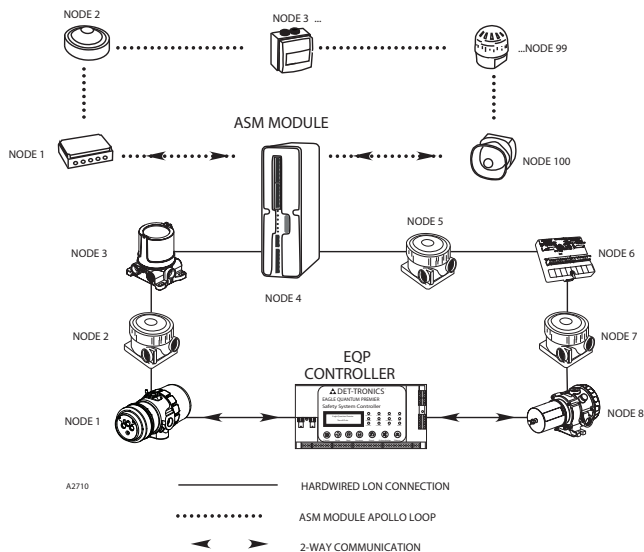 NODE 2
NODE 3 ...
...NODE 99
ASM MODULE
NODE 1
NODE 100
NODE 5
NODE 3
NODE 6
NODE 4
NODE 2
NODE 7
EQP
CONTROLLER
DET-TRONICS
EAGLE QUANTUM PREMIER
Safety System Controller
NODE 1
NODE 8
A2710
HARDWIRED LON CONNECTION
ASM MODULE APOLLO LOOP
2-WAY COMMUNICATION